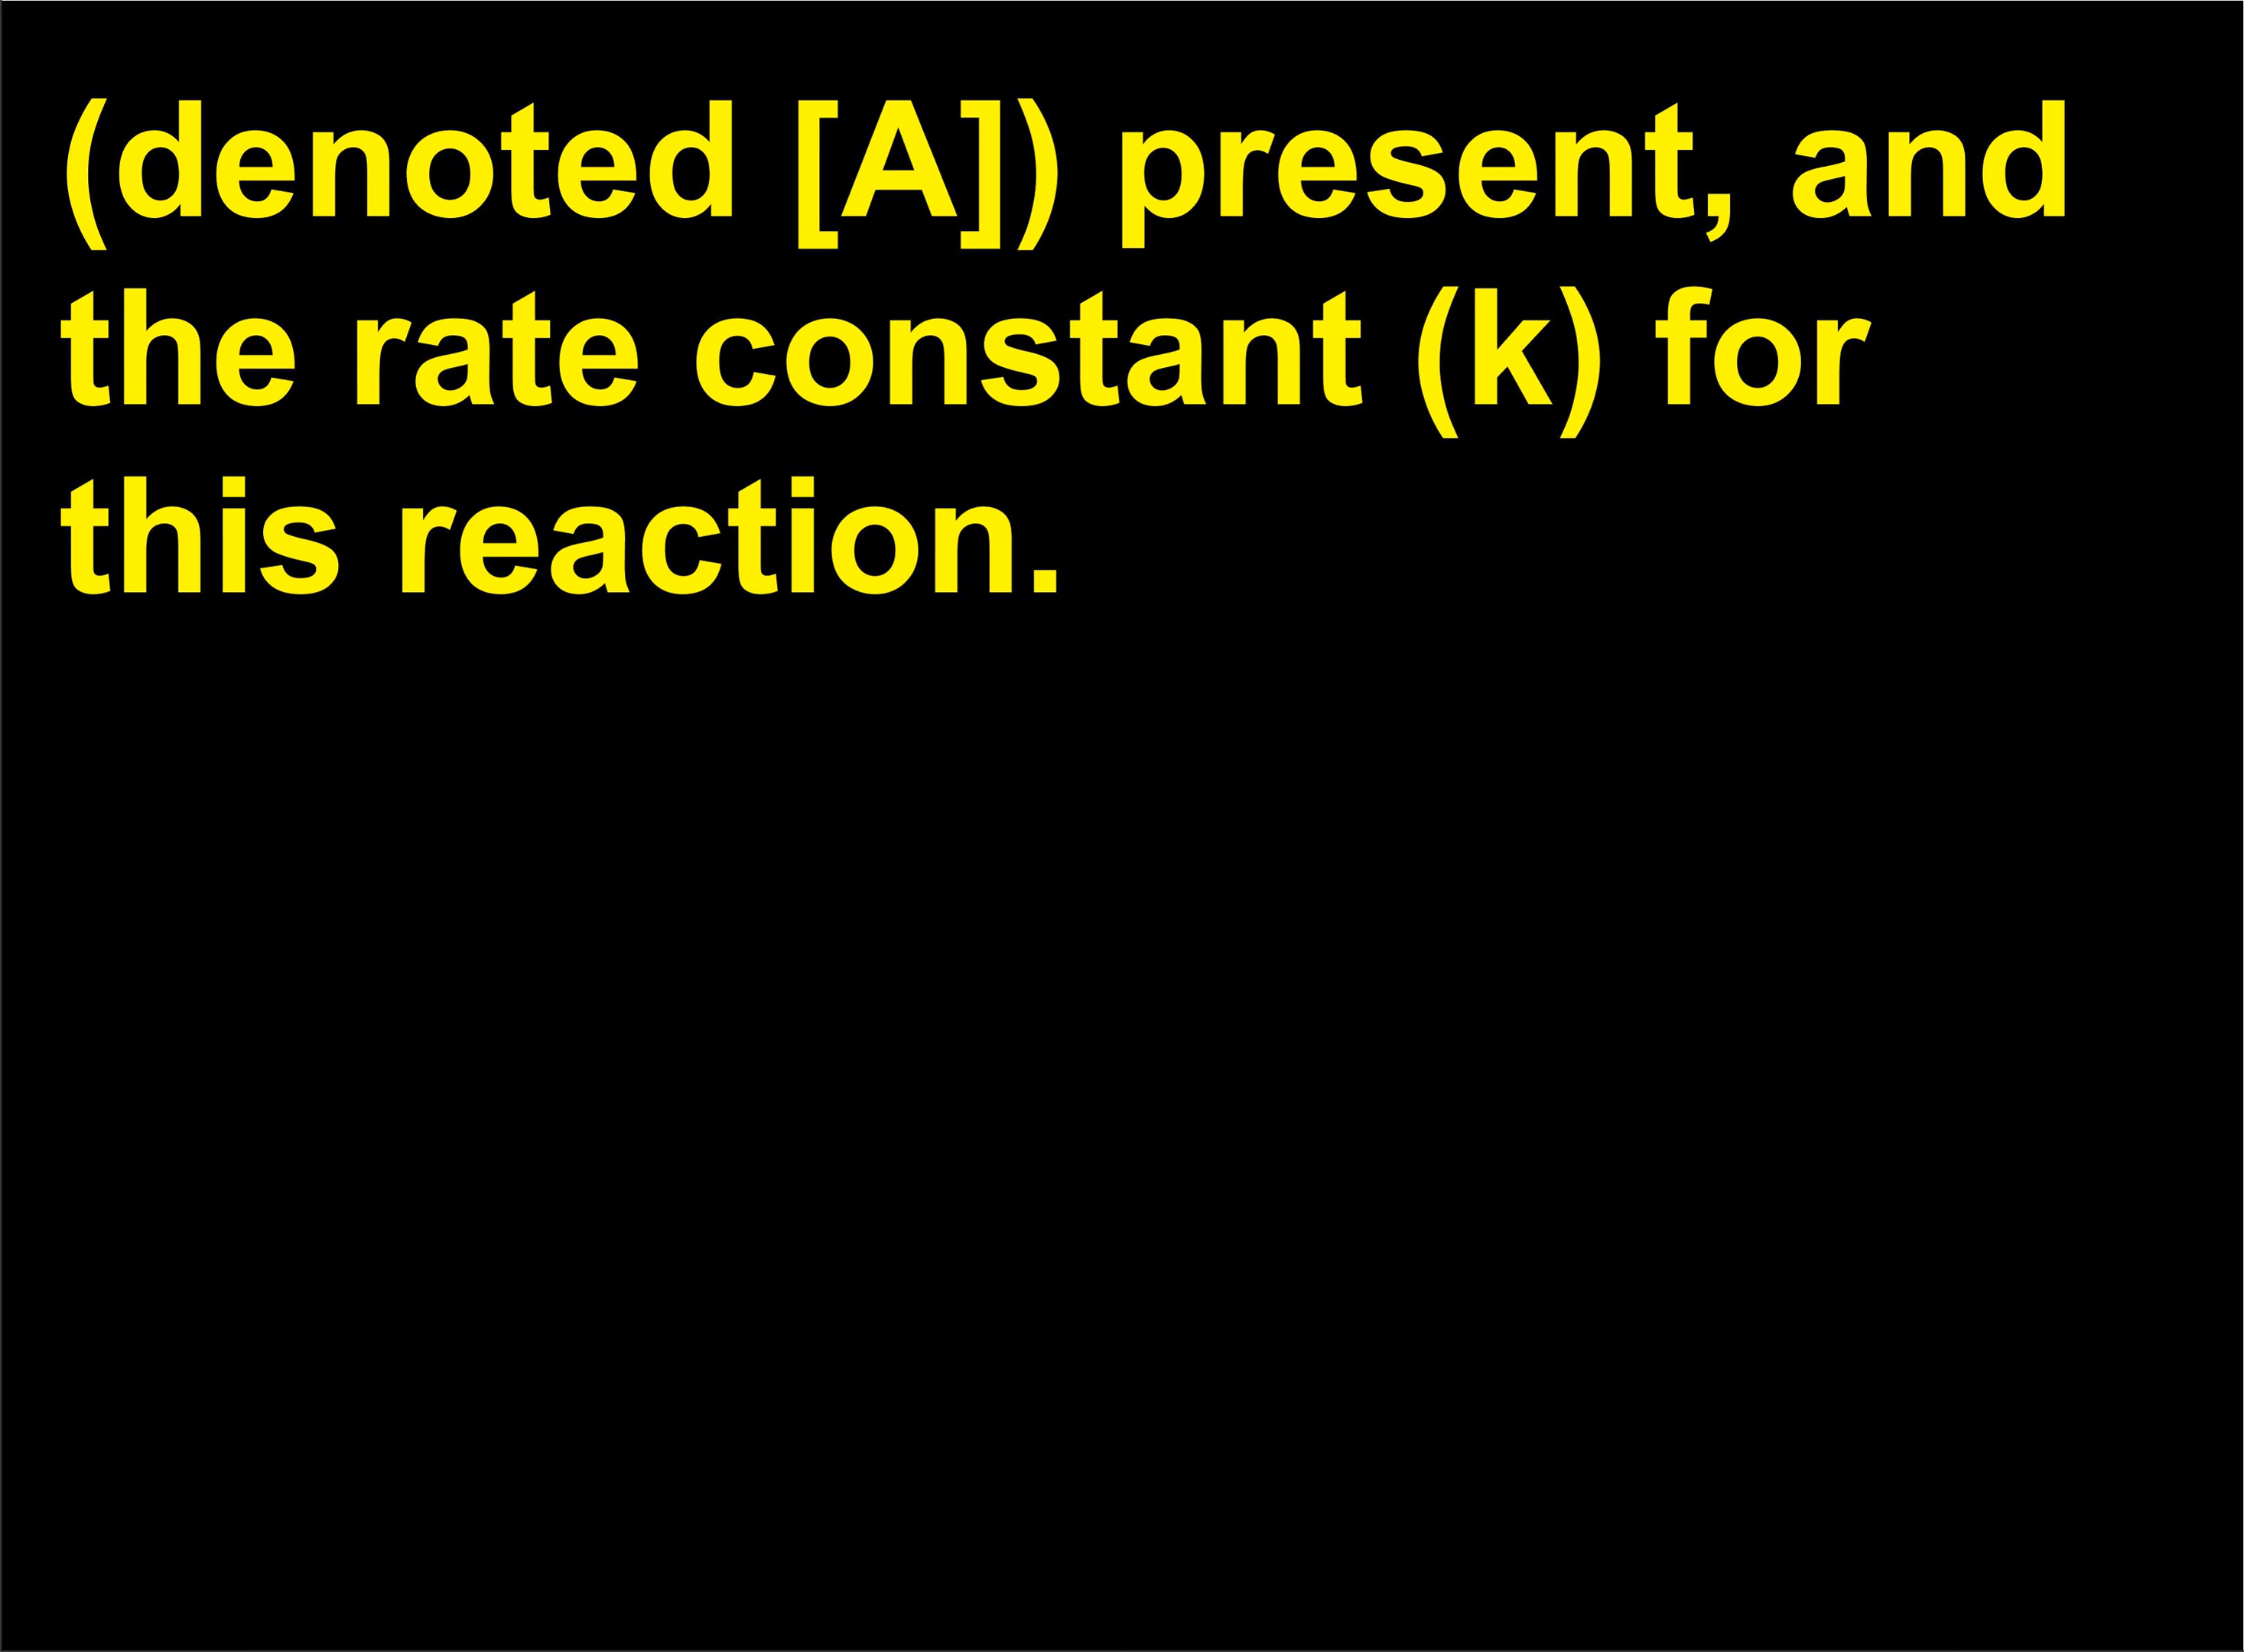 (denoted [A]) present, and
the rate constant (k) for
this reaction.